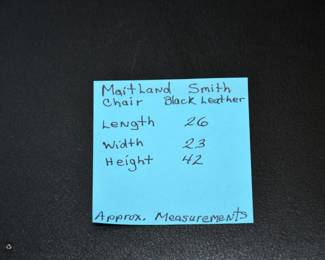 Maitland Smith
Chair Black Leather
Length 26
Width 23
Height 42
Approx. Measurements